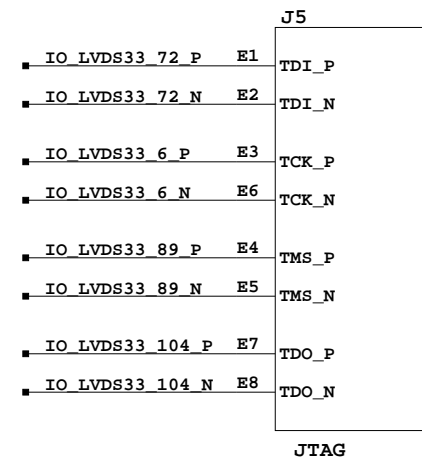 J5
IO_LVDS33_72_P E1 TDI_P
IO_LVDS33_72_N E2 TDI_N
IO_LVDS33_6_P E3 TCK_P
IO_LVDS33_6_N E6 TCK_N
IO_LVDS33_89_P E4 TMS_P
IO_LVDS33_89_N E5 TMS_N
IO_LVDS33_104_P E7 TDO_P
IO_LVDS33_104_N E8 TDO_N
JTAG